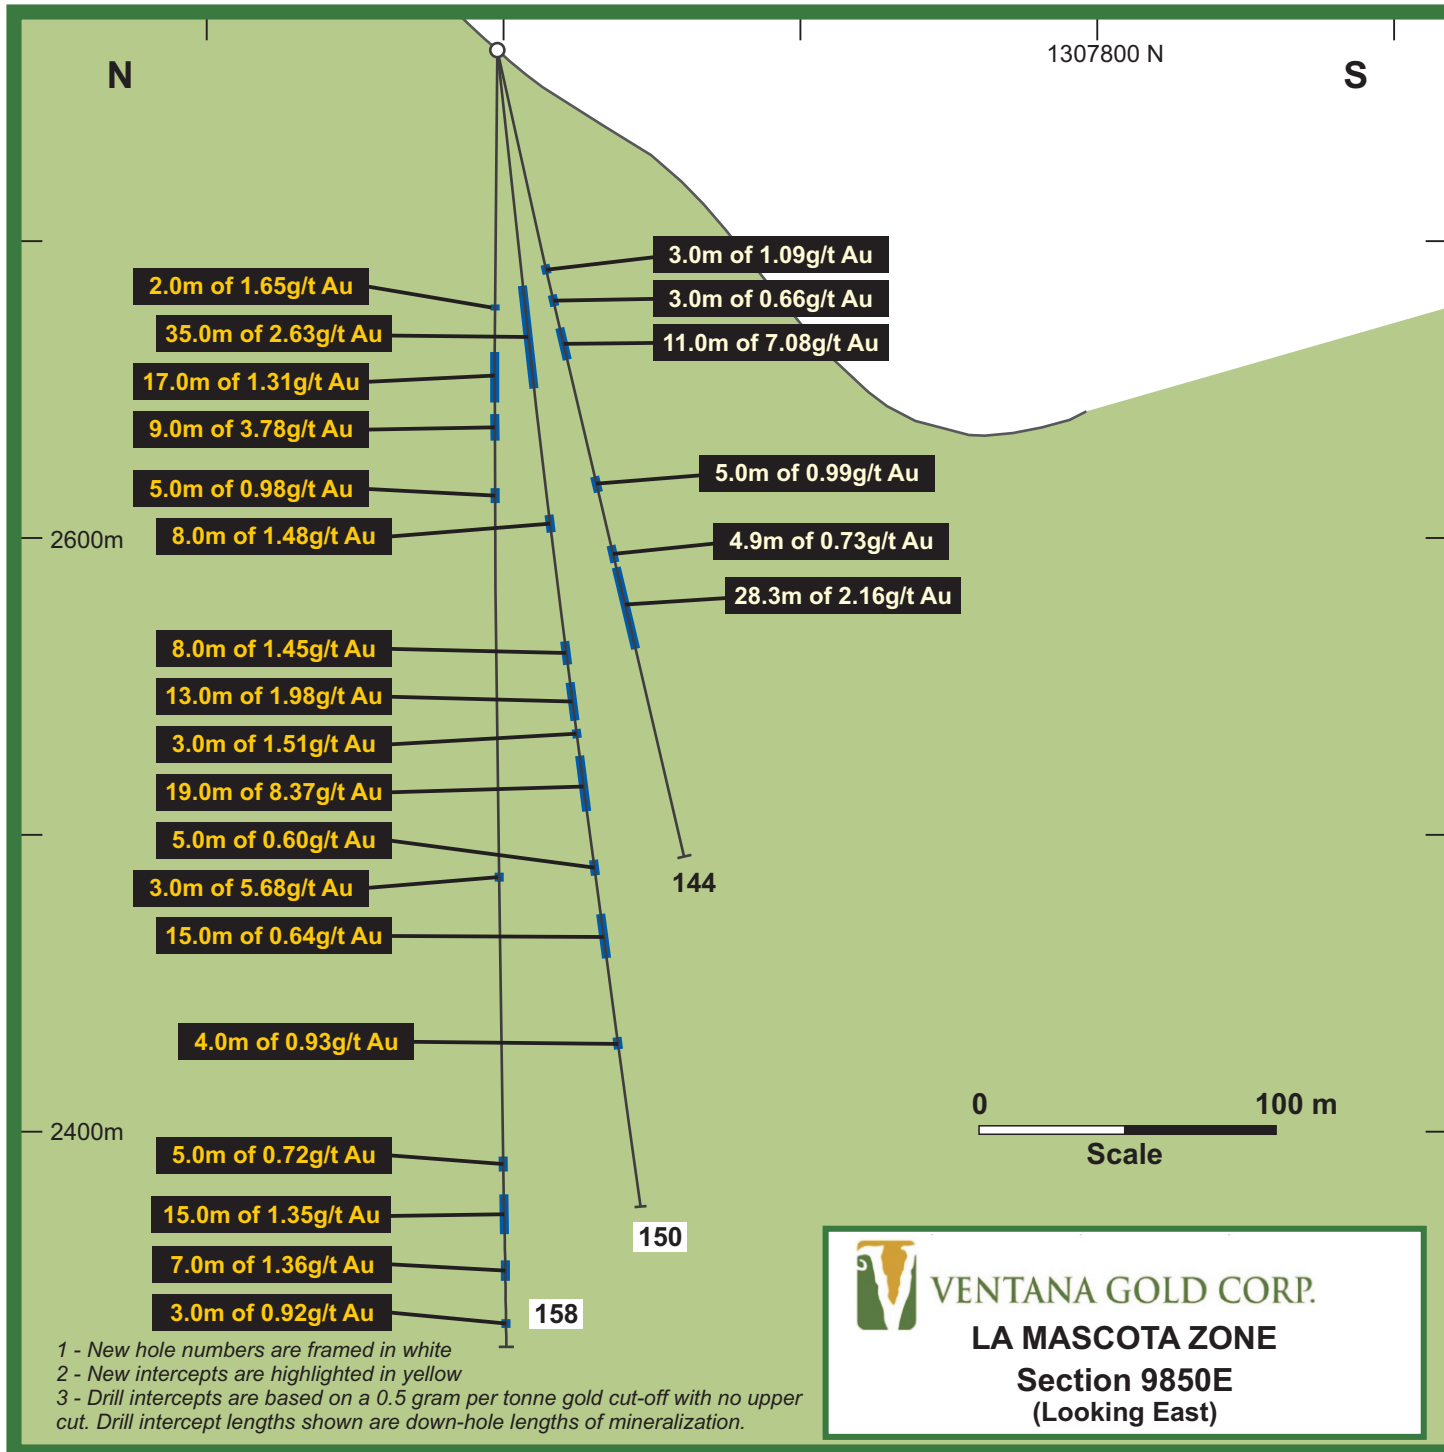 1307800 N
N
S
3.0m of 1.09g/t Au
2.0m of 1.65g/t Au
3.0m of 0.66g/t Au
35.0m of 2.63g/t Au
11.0m of 7.08g/t Au
17.0m of 1.31g/t Au
9.0m of 3.78g/t Au
5.0m of 0.99g/t Au
5.0m of 0.98g/t Au
8.0m of 1.48g/t Au
2600m
4.9m of 0.73g/t Au
28.3m of 2.16g/t Au
8.0m of 1.45g/t Au
13.0m of 1.98g/t Au
3.0m of 1.51g/t Au
19.0m of 8.37g/t Au
5.0m of 0.60g/t Au
144
3.0m of 5.68g/t Au
15.0m of 0.64g/t Au
4.0m of 0.93g/t Au
0 100 m
Scale
2400m
5.0m of 0.72g/t Au
15.0m of 1.35g/t Au
150
7.0m of 1.36g/t Au
3.0m of 0.92g/t Au
158
1 - New hole numbers are framed in white
2 - New intercepts are highlighted in yellow
3 - Drill intercepts are based on a 0.5 gram per tonne gold cut-off with no upper
cut. Drill intercept lengths shown are down-hole lengths of mineralization.
VENTANA GOLD CORP.
LA MASCOTA ZONE
Section 9850E
(Looking East)